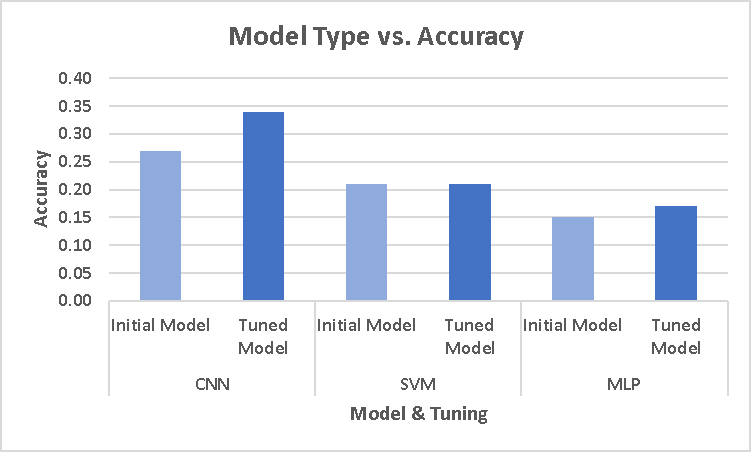 Model Type vs. Accuracy
0.40
0.35
0.30
0.25
0.20
0.15
0.10
0.05
0.00
Accuracy
Initial Model
Tuned
Model
Initial Model
Tuned
Model
Initial Model
Tuned
Model
CNN
SVM
MLP
Model & Tuning